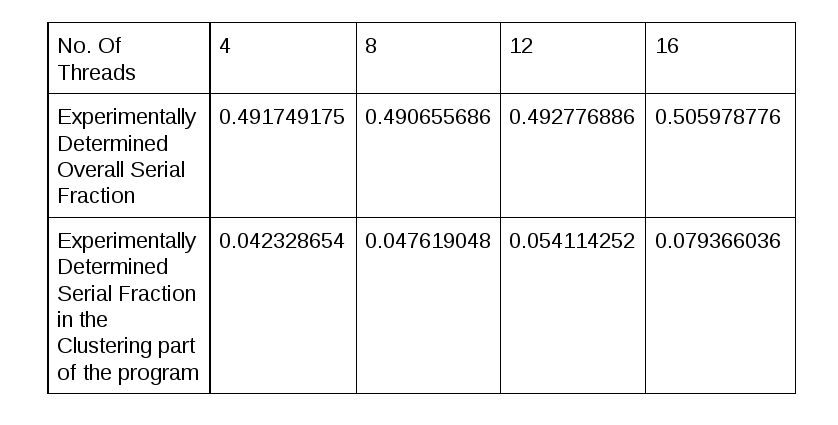 No. Of
Threads
4
8
12
16
Experimentally
Determined
Overall Serial
Fraction
0.491749175
0.490655686
0.492776886
0.505978776
Experimentally
Determined
Serial Fraction
in the
Clustering part
of the program
0.042328654
0.047619048
0.054114252
0.079366036